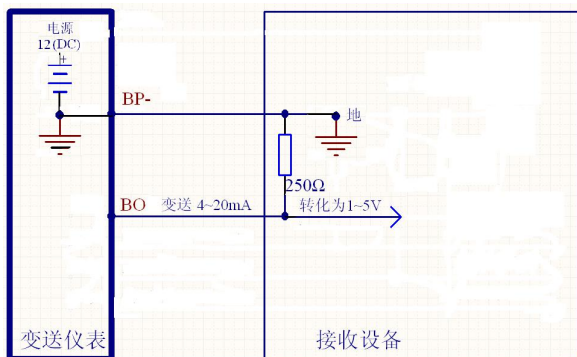 电源
12(DC)
+
BP-
地
250Ω
BO 变送 4~20mA 转化为1~5V
变送仪表 接收设备